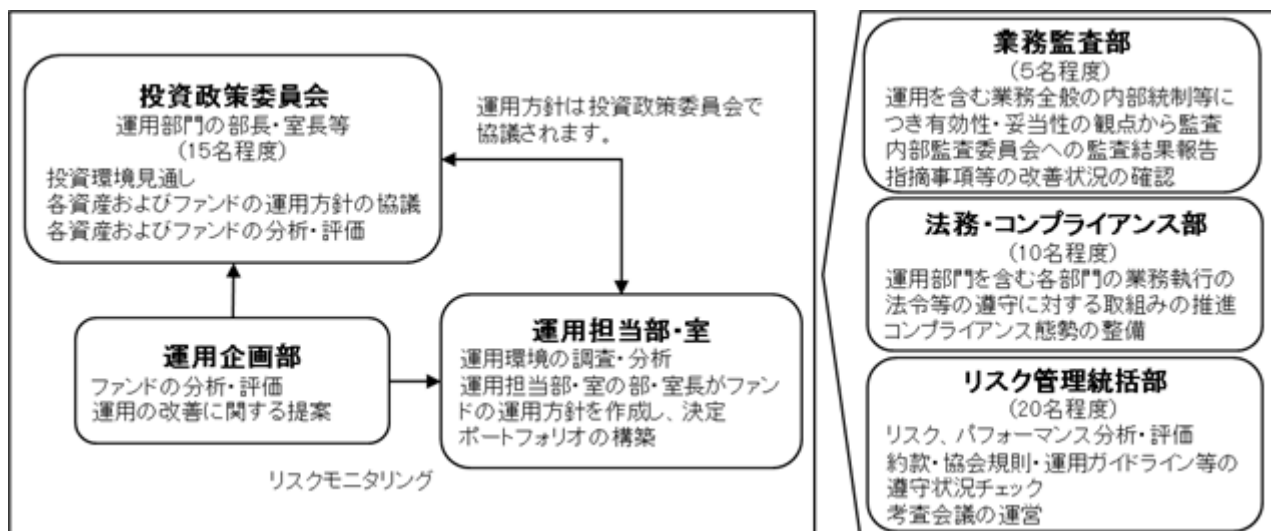 投資政策委員会
運用部門の部長・室長等
(15名程度)
投資環境見通し
各資産およびファンドの運用方針の協議
各資産およびファンドの分析・評価
運用方針は投資政策委員会で
協議されます。
運用企画部
ファンドの分析・評価
運用の改善に関する提案
運用担当部・室
運用環境の調査・分析
運用担当部・室の部・室長がファン
ドの運用方針を作成し、決定
ポートフォリオの構築
リスクモニタリング
業務監査部
(5名程度)
運用を含む業務全般の内部統制等に
つき有効性・妥当性の観点から監査
内部監査委員会への監査結果報告
指摘事項等の改善状況の確認
法務・コンプライアンス部
(10名程度)
運用部門を含む各部門の業務執行の
法令等の遵守に対する取組みの推進
コンプライアンス態勢の整備
リスク管理統括部
(20名程度)
リスク、パフォーマンス分析・評価
約款・協会規則・運用ガイドライン等の
遵守状況チェック
考査会議の運営